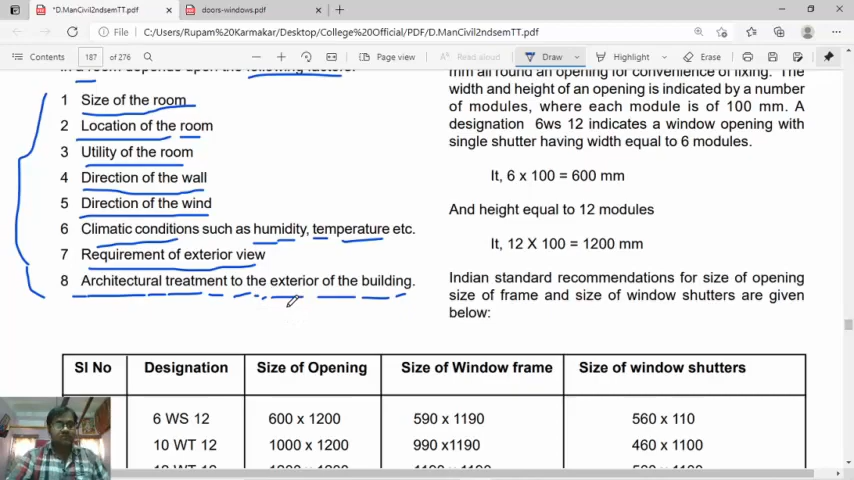 *D.ManCivil2ndsemTT.pdf
doors-windows.pdf
File
C:/Users/Rupam%20Karmakar/Desktop/College%20Official/PDF/D.ManCivil2ndsemTT.pdf
Contents
187
of 276
Page view
Read aloud
Draw
Highlight
Erase
in a room depends upon the following factors.
1 Size of the room
2 Location of the room
3 Utility of the room
4 Direction of the wall
5 Direction of the wind
6 Climatic conditions such as humidity, temperature etc.
7 Requirement of exterior view
8 Architectural treatment to the exterior of the building.
mm all round an opening for convenience of fixing. The
width and height of an opening is indicated by a number
of modules, where each module is of 100 mm. A
designation 6ws 12 indicates a window opening with
single shutter having width equal to 6 modules.
It, 6 x 100 = 600 mm
And height equal to 12 modules
It, 12 X 100 = 1200 mm
Indian standard recommendations for size of opening
size of frame and size of window shutters are given
below:
Sl No Designation Size of Opening Size of Window frame Size of window shutters
6 WS 12 600 x 1200 590 x 1190 560 x 110
10 WT 12 1000 x 1200 990 x1190 460 x 1100